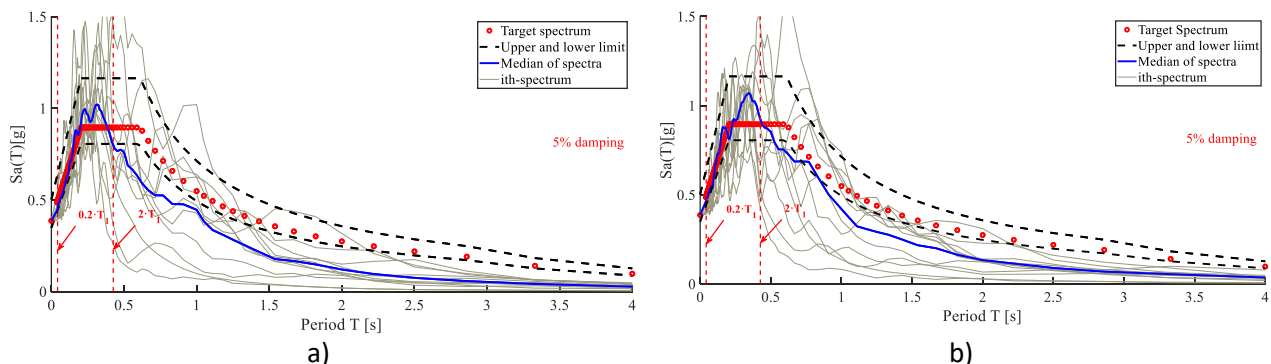 1.5
1
0.5
0
Sa(T)[g]
0
0.5
1
1.5
2
2.5
3
3.5
4
Period T [s]
Target Spectrum
Upper and lower limit
Median of spectra
ith-spectrum
5% damping
0.2·T1
2·T1
a)
1.5
1
0.5
0
Sa(T)[g]
0
0.5
1
1.5
2
2.5
3
3.5
4
Period T [s]
Target Spectrum
Upper and lower liimt
Median of spectra
ith-spectrum
5% damping
0.2·T1
2·T1
b)